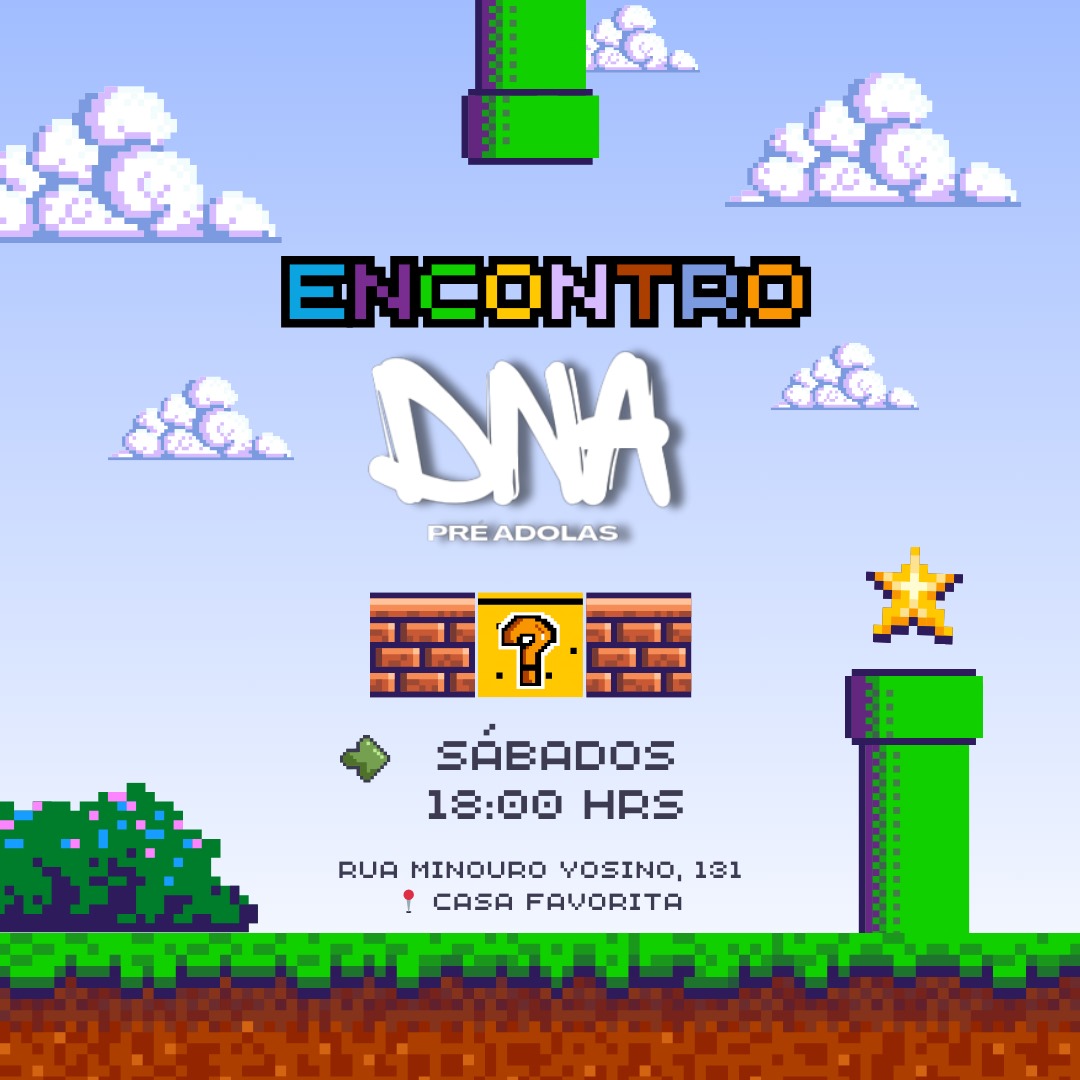 ENCONTRO
DNA
PRÉ ADOLAS
?
SÁBADOS
18:00 HRS
RUA MINOURO YOSINO, 131
📍 CASA FAVORITA